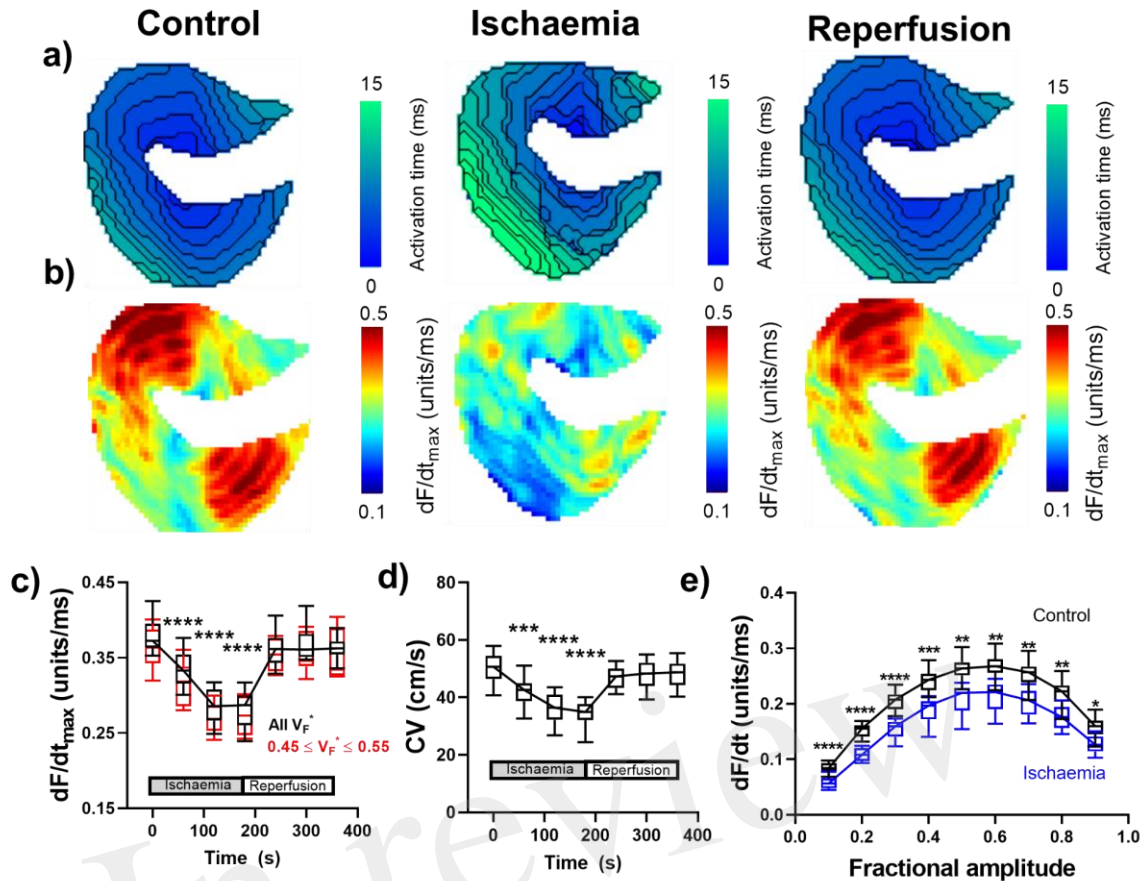 Control
Ischaemia
Reperfusion
a)
15
Activation time (ms)
0
15
Activation time (ms)
0
15
Activation time (ms)
0
b)
0.5
dF/dtmax (units/ms)
0.1
0.5
dF/dtmax (units/ms)
0.1
0.5
dF/dtmax (units/ms)
0.1
c)
dF/dtmax (units/ms)
0.45
0.35
0.25
0.15
****
****
****
All VF*
0.45 ≤ VF* ≤ 0.55
Ischaemia
Reperfusion
0 100 200 300 400
Time (s)
d)
CV (cm/s)
80
60
40
20
0
***
****
****
Ischaemia
Reperfusion
0 100 200 300 400
Time (s)
e)
dF/dt (units/ms)
0.4
0.3
0.2
0.1
0.0
****
****
****
***
**
**
**
**
*
Control
Ischaemia
0.0 0.2 0.4 0.6 0.8 1.0
Fractional amplitude
In review